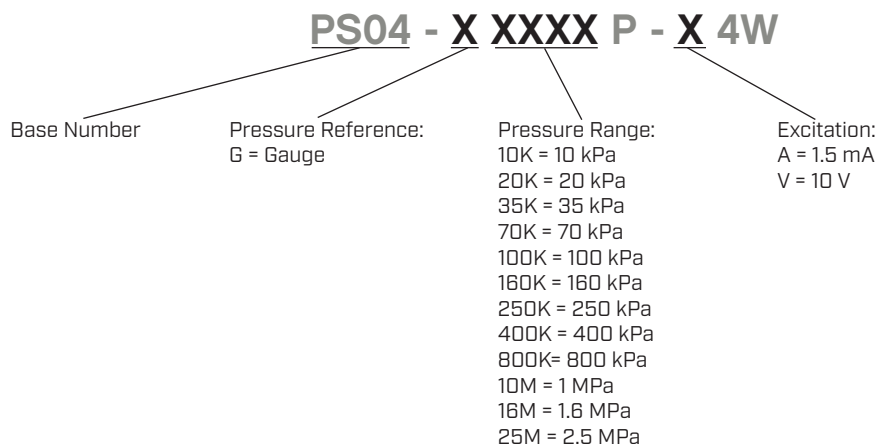 PS04 - X XXXX P - X 4W
Base Number
Pressure Reference:
G = Gauge
Pressure Range:
10K = 10 kPa
20K = 20 kPa
35K = 35 kPa
70K = 70 kPa
100K = 100 kPa
160K = 160 kPa
250K = 250 kPa
400K = 400 kPa
800K= 800 kPa
10M = 1 MPa
16M = 1.6 MPa
25M = 2.5 MPa
Excitation:
A = 1.5 mA
V = 10 V